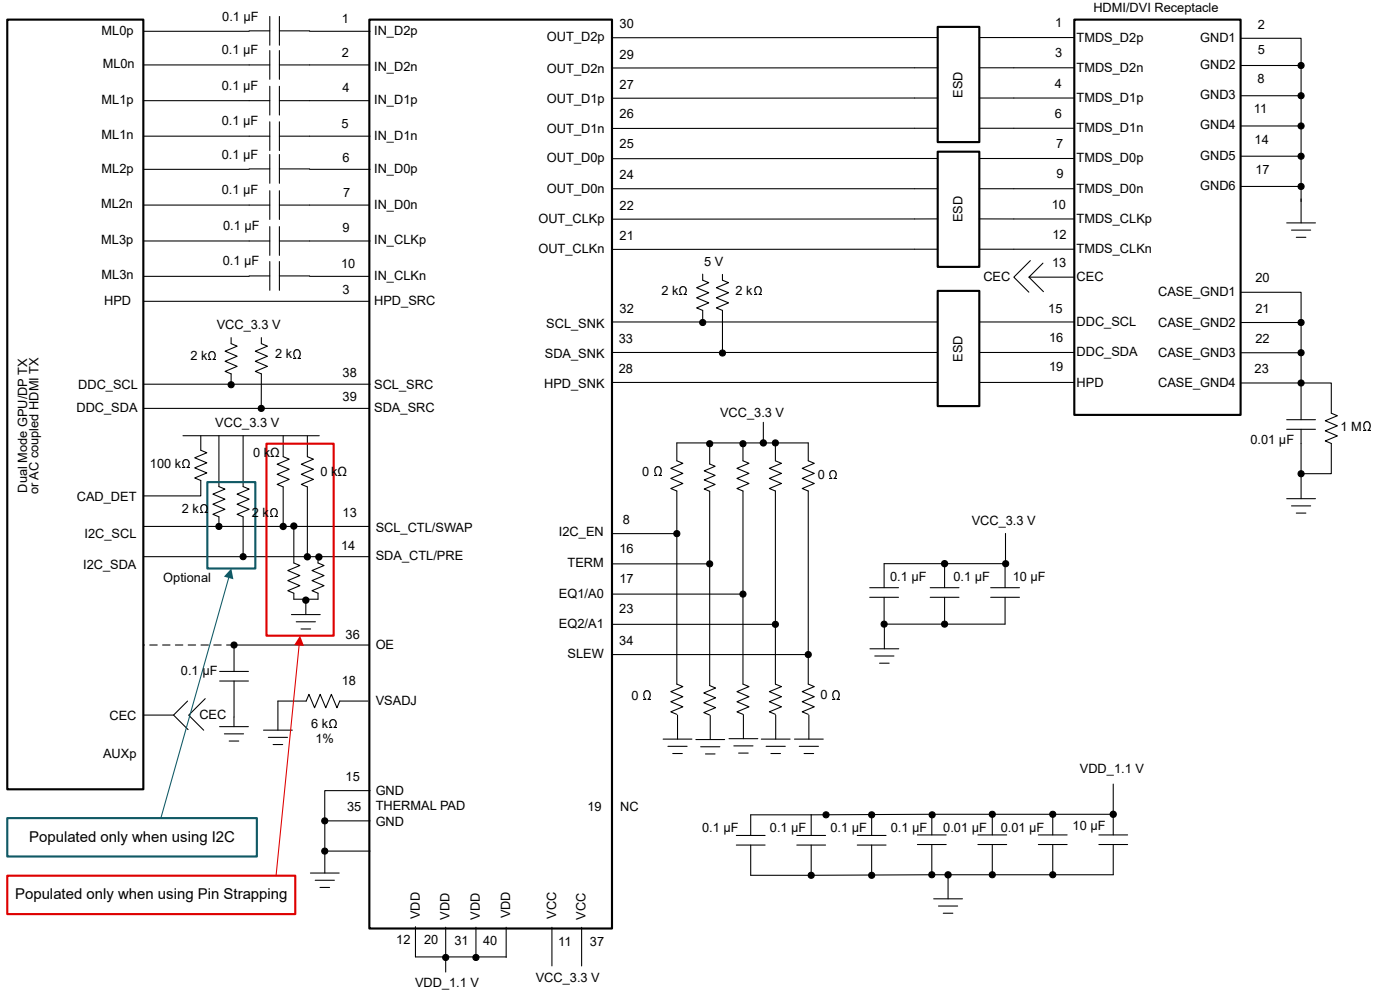 HDMI/DVI Receptacle
Dual Mode GPU/DP TX
or AC coupled HDMI TX
ML0p
ML0n
ML1p
ML1n
ML2p
ML2n
ML3p
ML3n
HPD
DDC_SCL
DDC_SDA
CAD_DET
I2C_SCL
I2C_SDA
CEC
AUXp
0.1 µF
0.1 µF
0.1 µF
0.1 µF
0.1 µF
0.1 µF
0.1 µF
0.1 µF
VCC_3.3 V
2 kΩ
2 kΩ
VCC_3.3 V
100 kΩ
0 kΩ
0 kΩ
2 kΩ
2 kΩ
Optional
0.1 µF
CEC
6 kΩ
1%
1
2
4
5
6
7
9
10
3
38
39
13
14
36
18
15
35
IN_D2p
IN_D2n
IN_D1p
IN_D1n
IN_D0p
IN_D0n
IN_CLKp
IN_CLKn
HPD_SRC
SCL_SRC
SDA_SRC
SCL_CTL/SWAP
SDA_CTL/PRE
OE
VSADJ
GND
THERMAL PAD
GND
Populated only when using I2C
Populated only when using Pin Strapping
VDD
VDD
VDD
VDD
VCC
VCC
12
20
31
40
11
37
VDD_1.1 V
VCC_3.3 V
OUT_D2p
OUT_D2n
OUT_D1p
OUT_D1n
OUT_D0p
OUT_D0n
OUT_CLKp
OUT_CLKn
SCL_SNK
SDA_SNK
HPD_SNK
I2C_EN
TERM
EQ1/A0
EQ2/A1
SLEW
19
NC
30
29
27
26
25
24
22
21
32
33
28
8
16
17
23
34
5 V
2 kΩ
2 kΩ
VCC_3.3 V
0 Ω
0 Ω
0 Ω
0 Ω
ESD
ESD
ESD
1
3
4
6
7
9
10
12
13
15
16
19
CEC
TMDS_D2p
TMDS_D2n
TMDS_D1p
TMDS_D1n
TMDS_D0p
TMDS_D0n
TMDS_CLKp
TMDS_CLKn
CEC
DDC_SCL
DDC_SDA
HPD
GND1
GND2
GND3
GND4
GND5
GND6
CASE_GND1
CASE_GND2
CASE_GND3
CASE_GND4
2
5
8
11
14
17
20
21
22
23
0.01 µF
1 MΩ
VCC_3.3 V
0.1 µF
0.1 µF
10 µF
VDD_1.1 V
0.1 µF
0.1 µF
0.1 µF
0.1 µF
0.01 µF
0.01 µF
10 µF